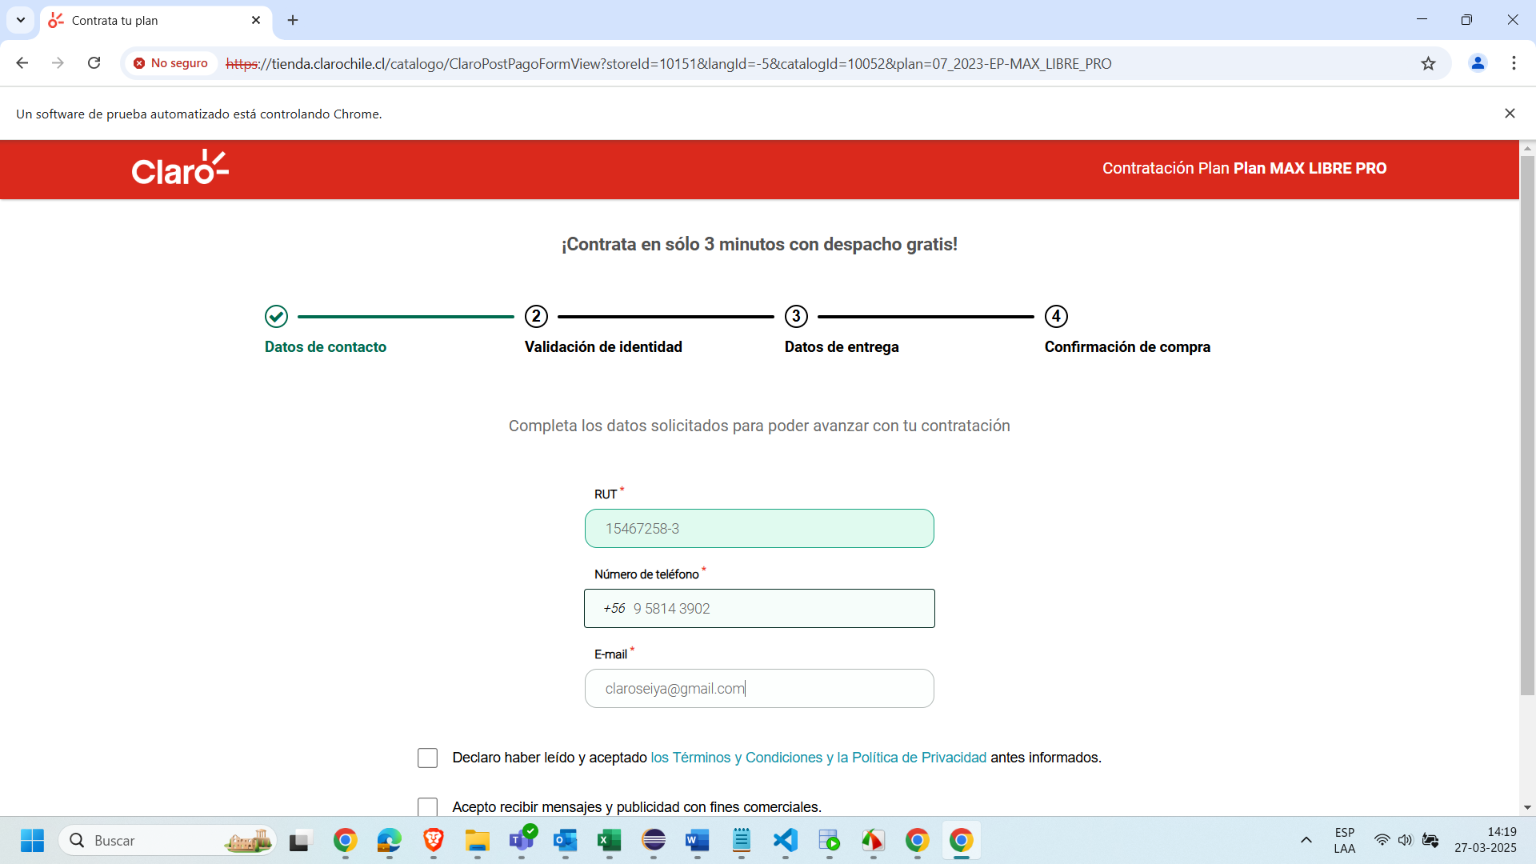 Contrata tu plan
No seguro
https://tienda.clarochile.cl/catalogo/ClaroPostPagoFormView?storeId=10151&langId=-5&catalogId=10052&plan=07_2023-EP-MAX_LIBRE_PRO
Un software de prueba automatizado está controlando Chrome.
Claro
Contratación Plan Plan MAX LIBRE PRO
¡Contrata en sólo 3 minutos con despacho gratis!
2 3 4
Datos de contacto Validación de identidad Datos de entrega Confirmación de compra
Completa los datos solicitados para poder avanzar con tu contratación
RUT *
15467258-3
Número de teléfono *
+56 9 5814 3902
E-mail *
claroseiya@gmail.com
Declaro haber leído y aceptado los Términos y Condiciones y la Política de Privacidad antes informados.
Acepto recibir mensajes y publicidad con fines comerciales.
Buscar
ESP
LAA
14:19
27-03-2025